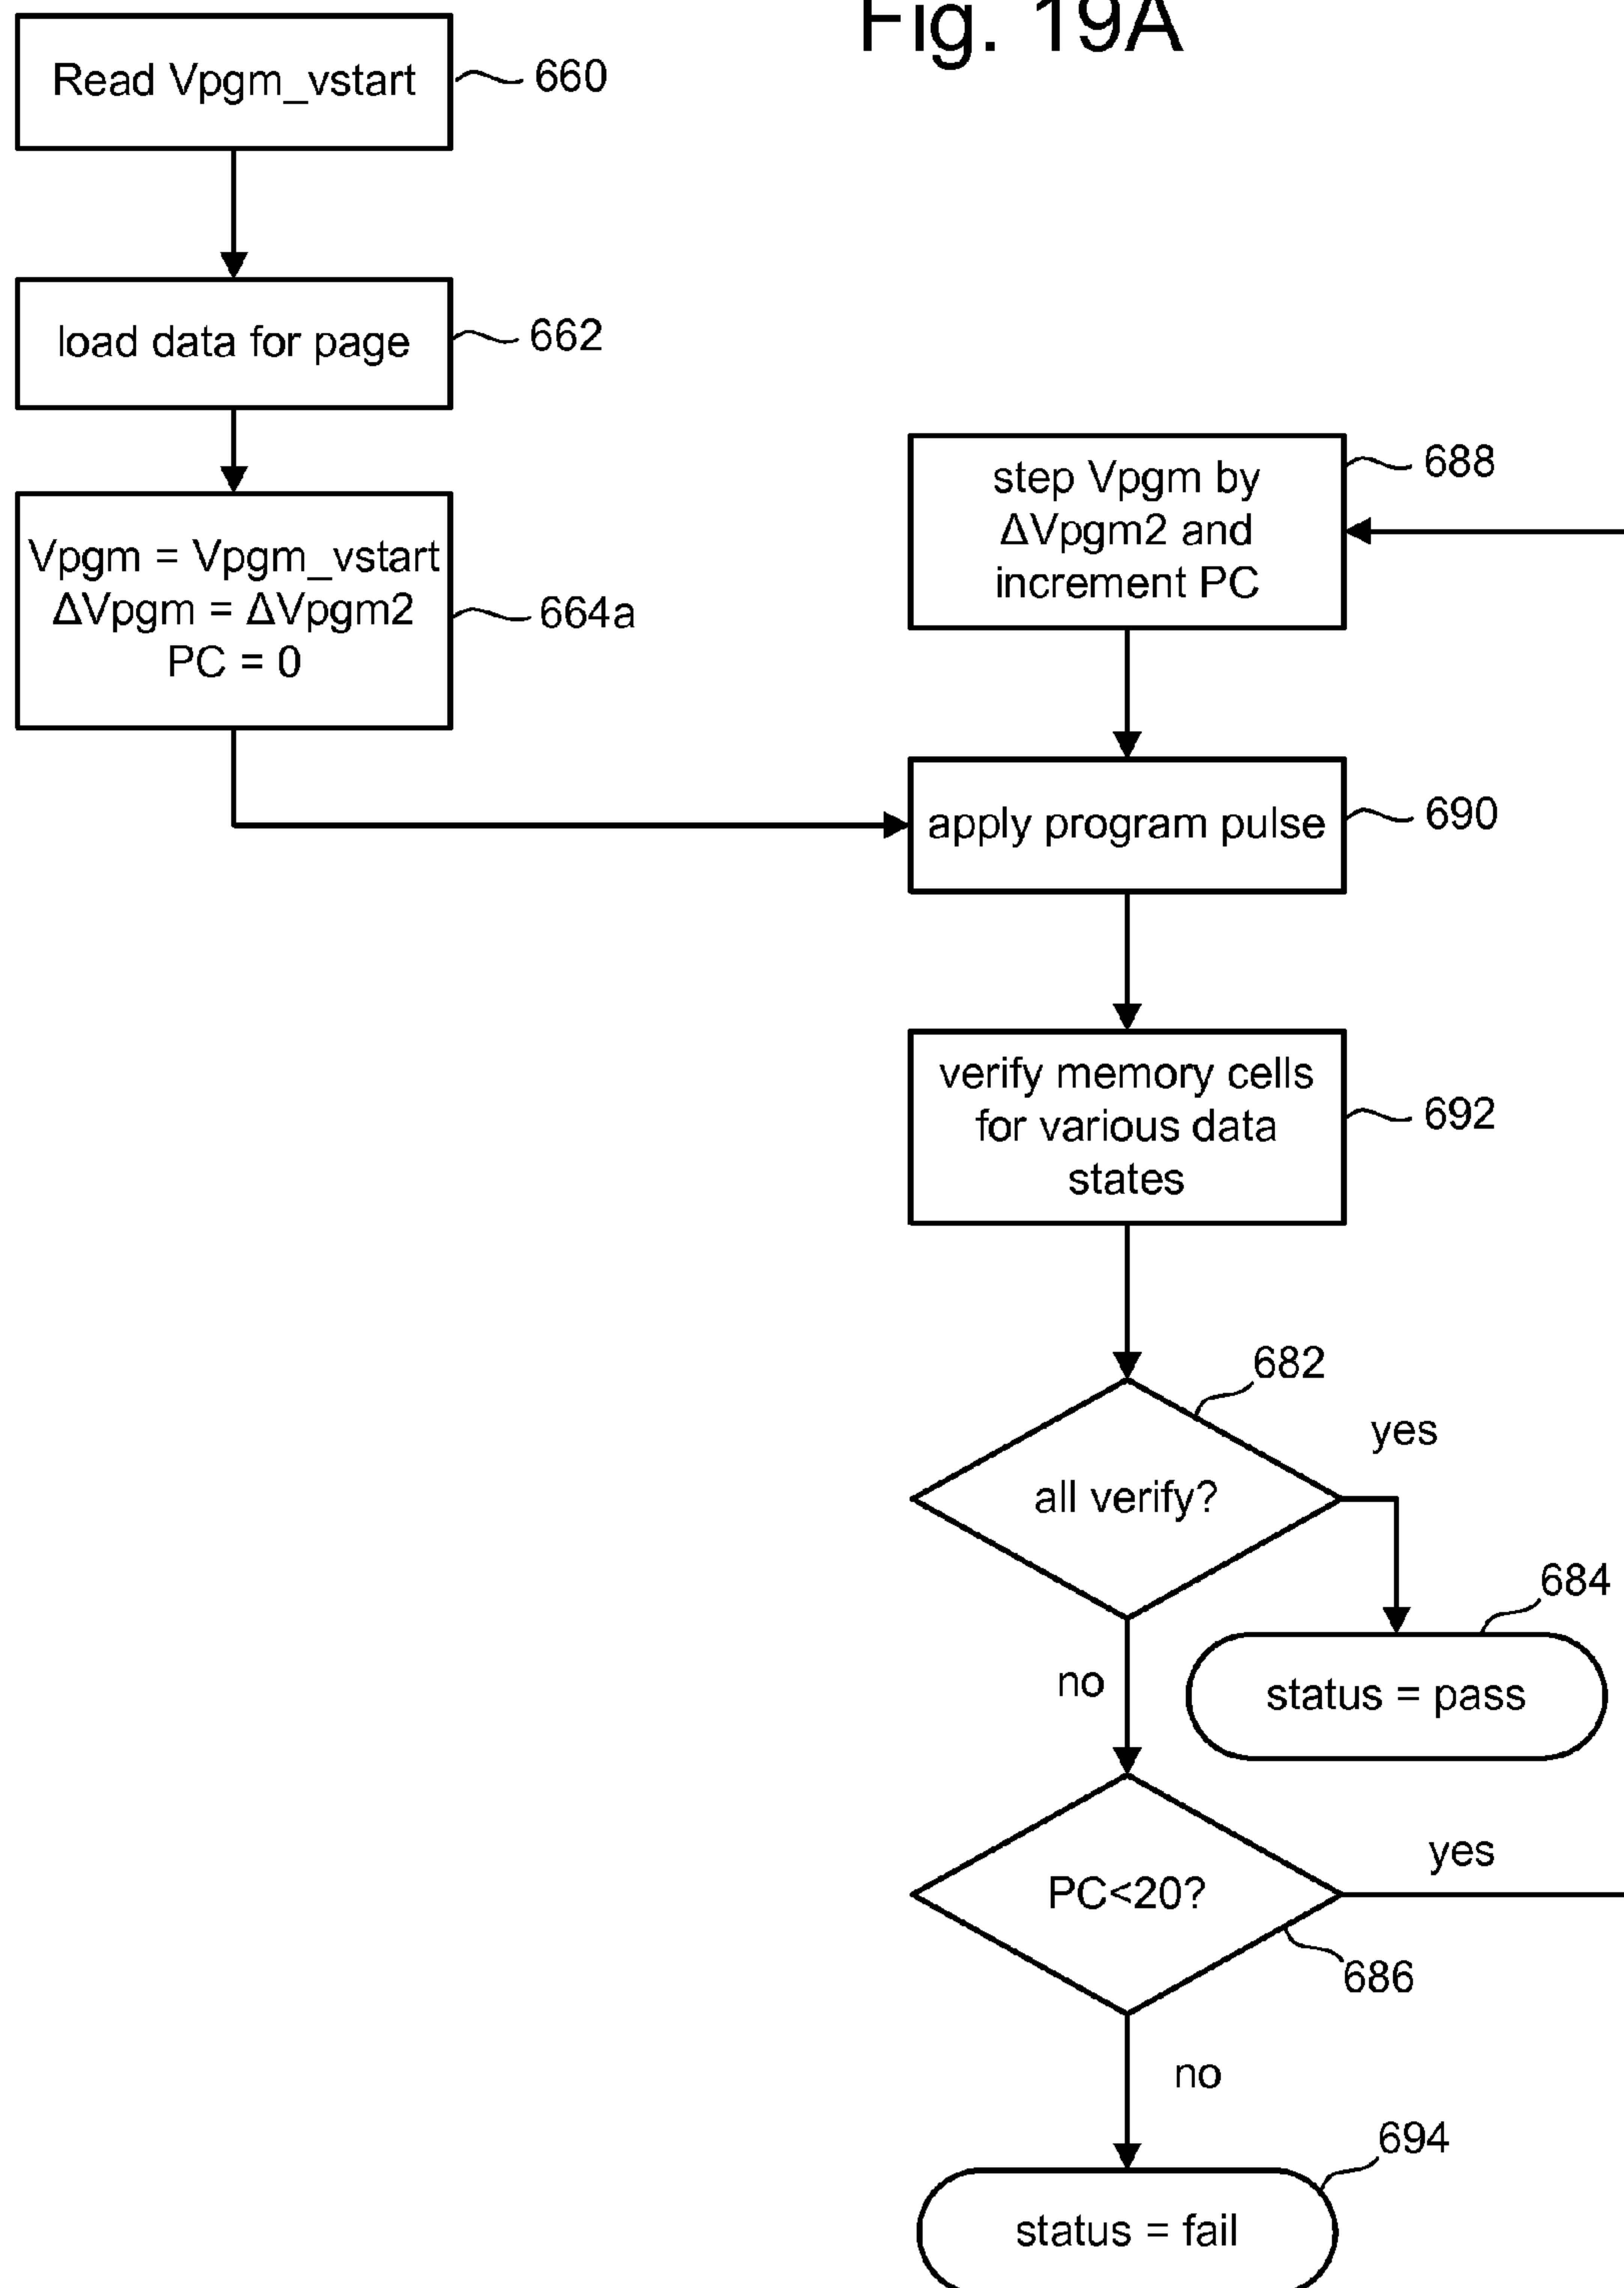 Fig. 19A
Read Vpgm_vstart
660
load data for page
662
Vpgm = Vpgm_vstart
ΔVpgm = ΔVpgm2
PC = 0
664a
step Vpgm by
ΔVpgm2 and
increment PC
688
apply program pulse
690
verify memory cells
for various data
states
692
682
all verify?
yes
684
status = pass
no
PC<20?
yes
686
no
694
status = fail